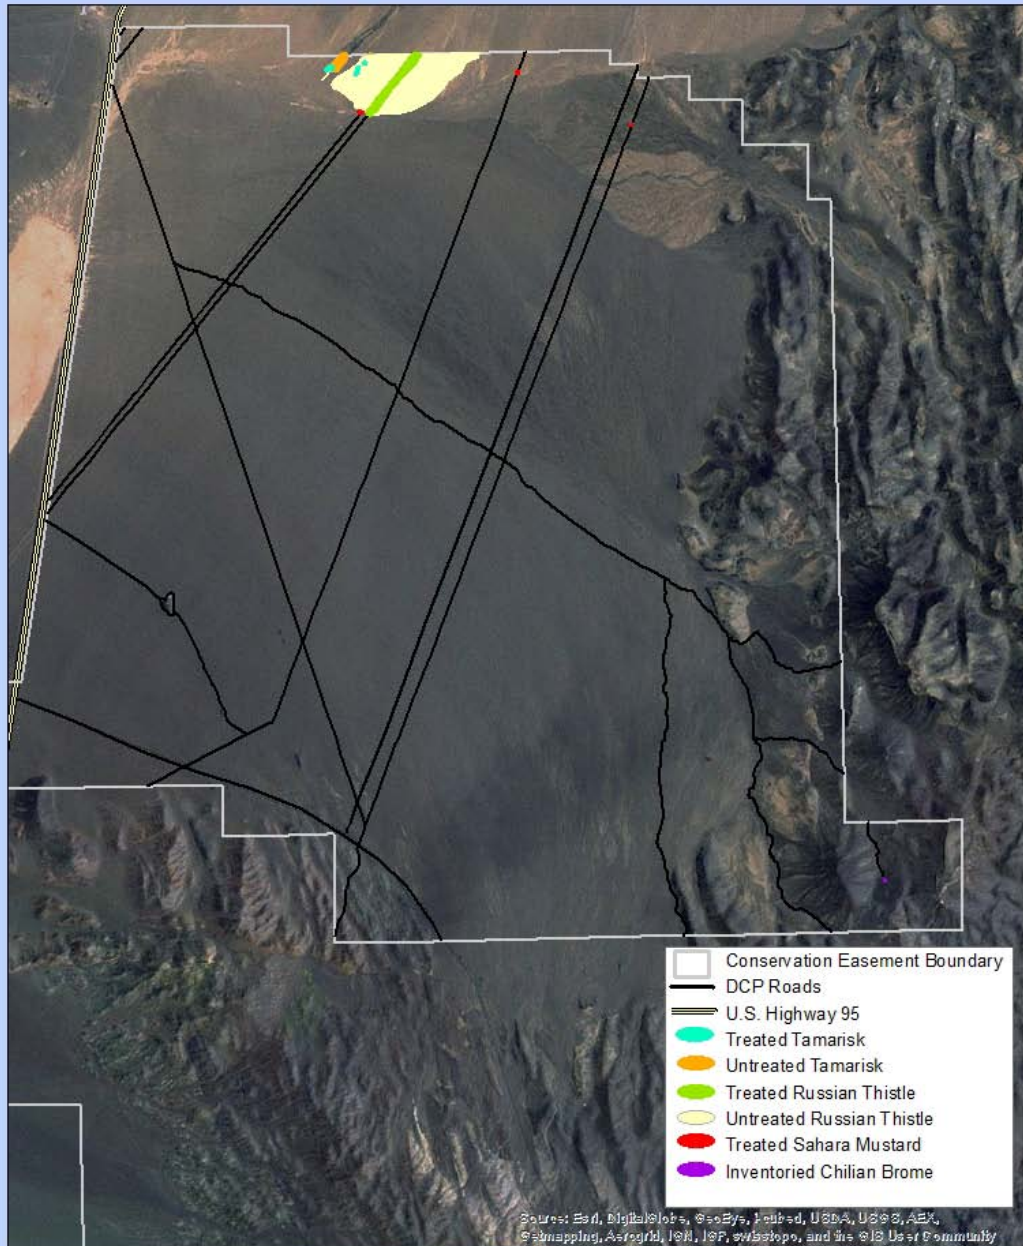 Conservation Easement Boundary
DCP Roads
U.S. Highway 95
Treated Tamarisk
Untreated Tamarisk
Treated Russian Thistle
Untreated Russian Thistle
Treated Sahara Mustard
Inventoried Chilian Brome
Source: Esri, DigitalGlobe, GeoEye, i-cubed, USDA, USGS, AEX,
Getmapping, Aerogrid, IGN, IGP, swisstopo, and the GIS User Community